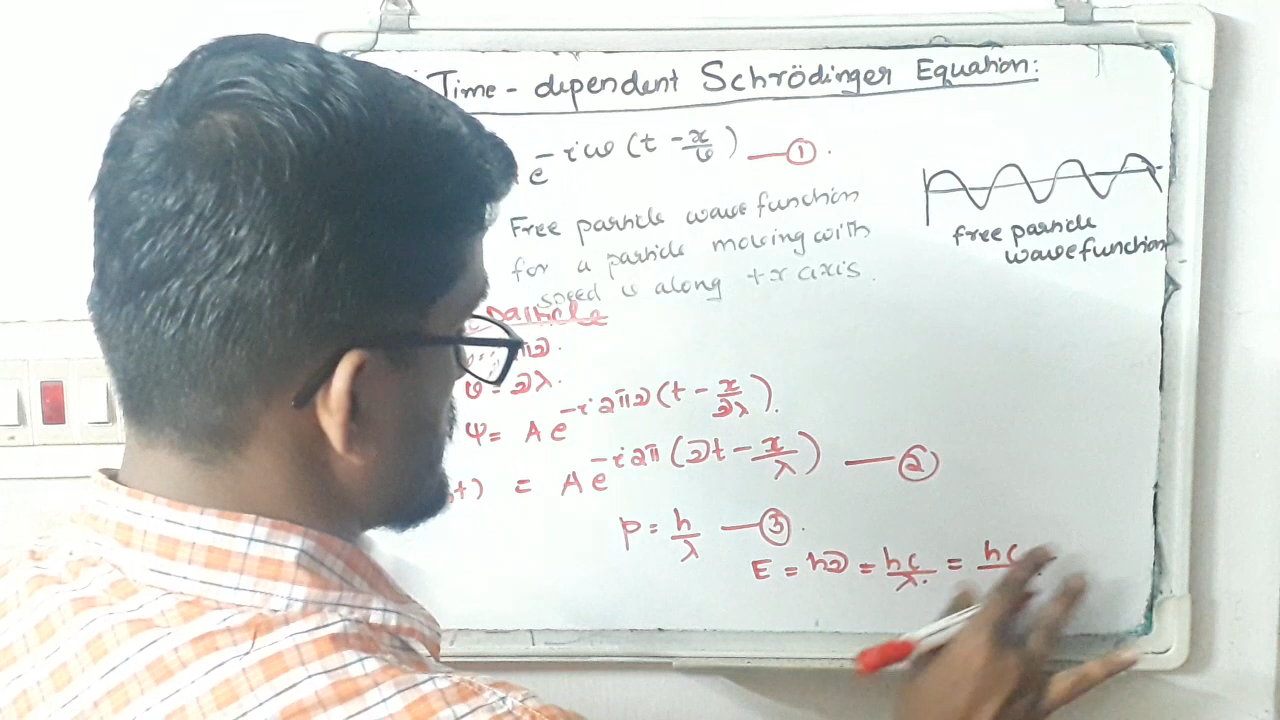 Time - dependent Schrödinger Equation:
e^{-iω(t - x/υ)} — ①.
Free particle wave function
for a particle moving with
speed υ along +x axis.
free particle
wave function
particle
υ = νλ.
Ψ = A e^{-i2πν(t - x/νλ)}.
,t) = A e^{-i2π(νt - x/λ)} — ②
p = h/λ — ③.
E = hν = hc/λ. = hc